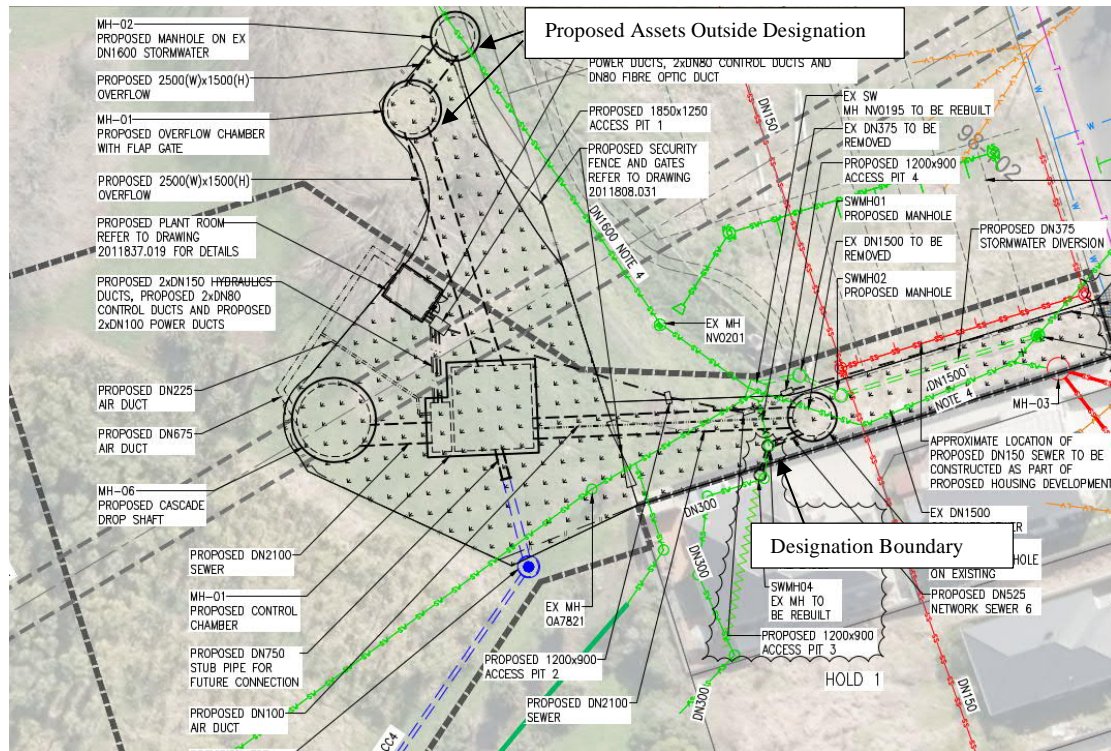 MH-02
PROPOSED MANHOLE ON EX
DN1600 STORMWATER
PROPOSED 2500(W)x1500(H)
OVERFLOW
MH-01
PROPOSED OVERFLOW CHAMBER
WITH FLAP GATE
PROPOSED 2500(W)x1500(H)
OVERFLOW
PROPOSED PLANT ROOM
REFER TO DRAWING
2011837.019 FOR DETAILS
PROPOSED 2xDN150 HYDRAULICS
DUCTS, PROPOSED 2xDN80
CONTROL DUCTS AND PROPOSED
2xDN100 POWER DUCTS
PROPOSED DN225
AIR DUCT
PROPOSED DN675
AIR DUCT
MH-06
PROPOSED CASCADE
DROP SHAFT
PROPOSED DN2100
SEWER
MH-01
PROPOSED CONTROL
CHAMBER
PROPOSED DN750
STUB PIPE FOR
FUTURE CONNECTION
PROPOSED DN100
AIR DUCT
Proposed Assets Outside Designation
POWER DUCTS, 2xDN80 CONTROL DUCTS AND
DN80 FIBRE OPTIC DUCT
PROPOSED 1850x1250
ACCESS PIT 1
PROPOSED SECURITY
FENCE AND GATES
REFER TO DRAWING
2011808.031
DN1600 NOTE 4
EX MH
NV0201
DN150
EX SW
MH NV0195 TO BE REBUILT
EX DN375 TO BE
REMOVED
PROPOSED 1200x900
ACCESS PIT 4
SWMH01
PROPOSED MANHOLE
EX DN1500 TO BE
REMOVED
SWMH02
PROPOSED MANHOLE
PROPOSED DN375
STORMWATER DIVERSION
DN1500
NOTE 4
MH-03
APPROXIMATE LOCATION OF
PROPOSED DN150 SEWER TO BE
CONSTRUCTED AS PART OF
PROPOSED HOUSING DEVELOPMENT
EX DN1500
ON EXISTING
PROPOSED DN525
NETWORK SEWER 6
Designation Boundary
SWMH04
EX MH TO
BE REBUILT
PROPOSED 1200x900
ACCESS PIT 3
HOLD 1
DN300
DN300
DN300
DN150
EX MH
OA7821
PROPOSED 1200x900
ACCESS PIT 2
PROPOSED DN2100
SEWER
CC4